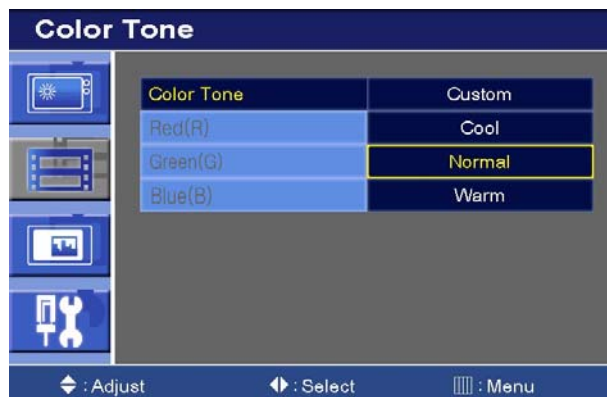 Color Tone
Color Tone Custom
Red(R) Cool
Green(G) Normal
Blue(B) Warm
: Adjust : Select : Menu